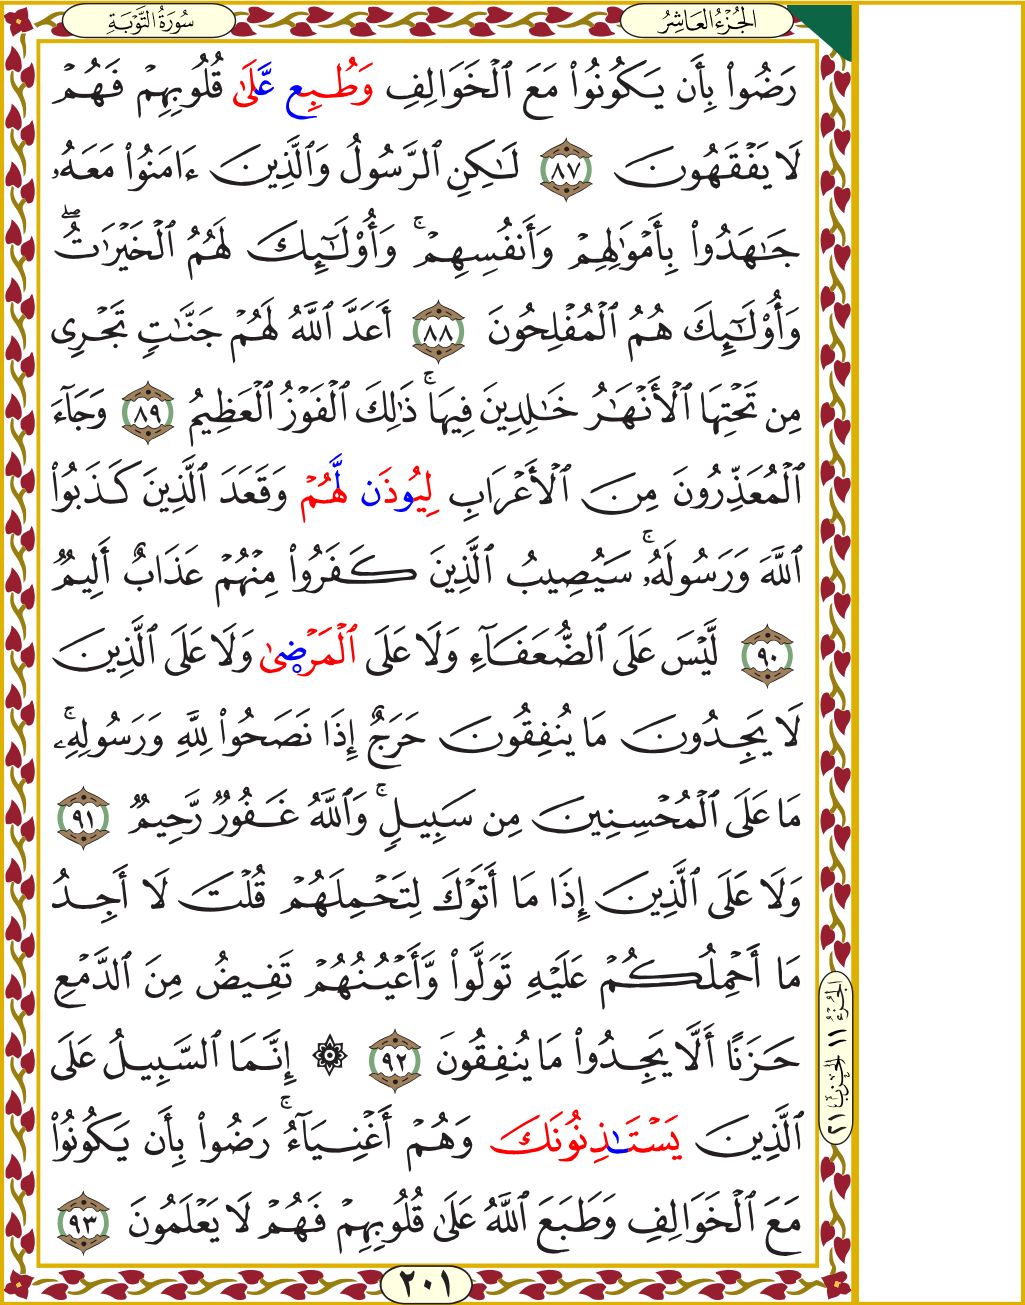 سُورَةُ التَّوْبَةِ
الجُزْءُ العَاشِرُ
رَضُواْ بِأَن يَكُونُواْ مَعَ ٱلْخَوَالِفِ وَطُبِع عَّلَىٰ قُلُوبِهِمْ فَهُمْ
لَا يَفْقَهُونَ ٨٧ لَٰكِنِ ٱلرَّسُولُ وَٱلَّذِينَ ءَامَنُواْ مَعَهُۥ
جَٰهَدُواْ بِأَمْوَٰلِهِمْ وَأَنفُسِهِمْۚ وَأُوْلَٰٓئِكَ لَهُمُ ٱلْخَيْرَٰتُۖ
وَأُوْلَٰٓئِكَ هُمُ ٱلْمُفْلِحُونَ ٨٨ أَعَدَّ ٱللَّهُ لَهُمْ جَنَّٰتٍ تَجْرِى
مِن تَحْتِهَا ٱلْأَنْهَٰرُ خَٰلِدِينَ فِيهَاۚ ذَٰلِكَ ٱلْفَوْزُ ٱلْعَظِيمُ ٨٩ وَجَآءَ
ٱلْمُعَذِّرُونَ مِنَ ٱلْأَعْرَابِ لِيُوذَن لَّهُمْ وَقَعَدَ ٱلَّذِينَ كَذَبُواْ
ٱللَّهَ وَرَسُولَهُۥۚ سَيُصِيبُ ٱلَّذِينَ كَفَرُواْ مِنْهُمْ عَذَابٌ أَلِيمٌ
٩٠ لَّيْسَ عَلَى ٱلضُّعَفَآءِ وَلَا عَلَى ٱلْمَرْضٜىٰ وَلَا عَلَى ٱلَّذِينَ
لَا يَجِدُونَ مَا يُنفِقُونَ حَرَجٌ إِذَا نَصَحُواْ لِلَّهِ وَرَسُولِهِۦۚ
مَا عَلَى ٱلْمُحْسِنِينَ مِن سَبِيلٍۚ وَٱللَّهُ غَفُورٌ رَّحِيمٌ ٩١
وَلَا عَلَى ٱلَّذِينَ إِذَا مَا أَتَوْكَ لِتَحْمِلَهُمْ قُلْتَ لَا أَجِدُ
مَا أَحْمِلُكُمْ عَلَيْهِ تَوَلَّواْ وَّأَعْيُنُهُمْ تَفِيضُ مِنَ ٱلدَّمْعِ
حَزَنًا أَلَّا يَجِدُواْ مَا يُنفِقُونَ ٩٢ ۞ إِنَّمَا ٱلسَّبِيلُ عَلَى
ٱلَّذِينَ يَسْتَٰذِنُونَكَ وَهُمْ أَغْنِيَآءُۚ رَضُواْ بِأَن يَكُونُواْ
مَعَ ٱلْخَوَالِفِ وَطَبَعَ ٱللَّهُ عَلَىٰ قُلُوبِهِمْ فَهُمْ لَا يَعْلَمُونَ ٩٣
الجُزْءُ ١١ الحِزْبُ ٢١
٢٠١